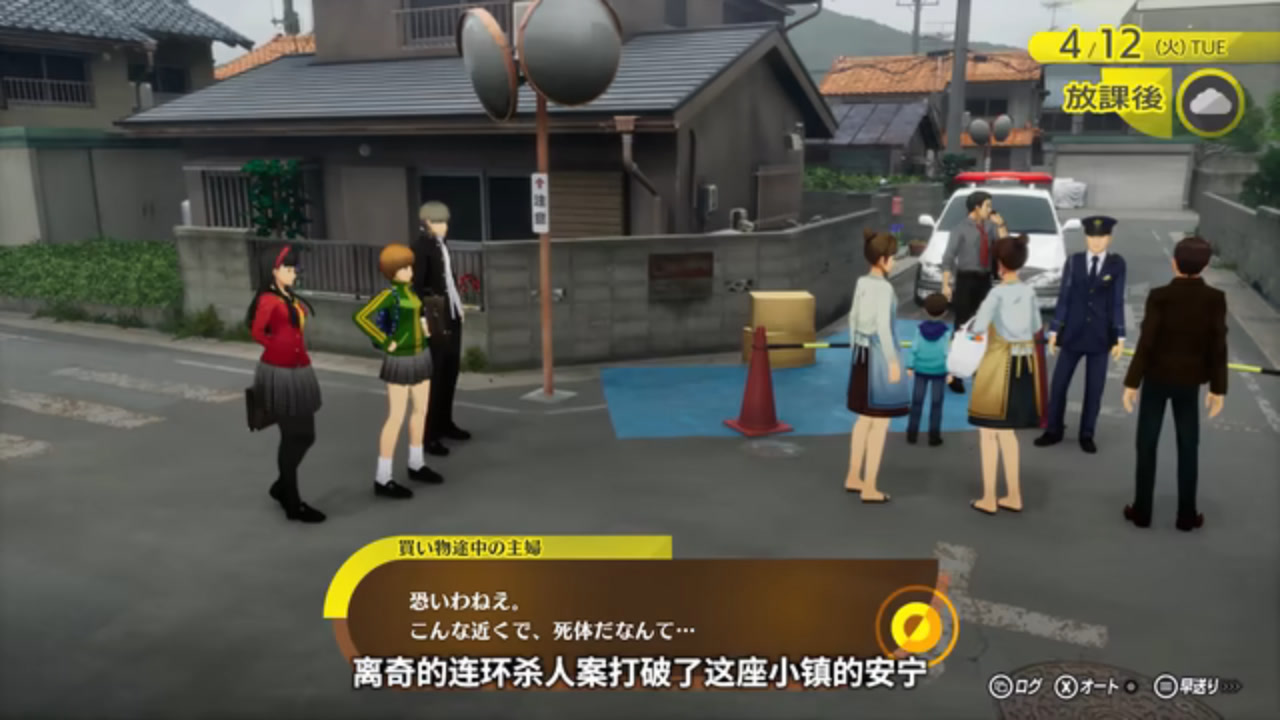 4/12 (火) TUE
放課後
注意
買い物途中の主婦
恐いわねえ。
こんな近くで、死体だなんて…
离奇的连环杀人案打破了这座小镇的安宁
ログ Ⓧオート 早送り